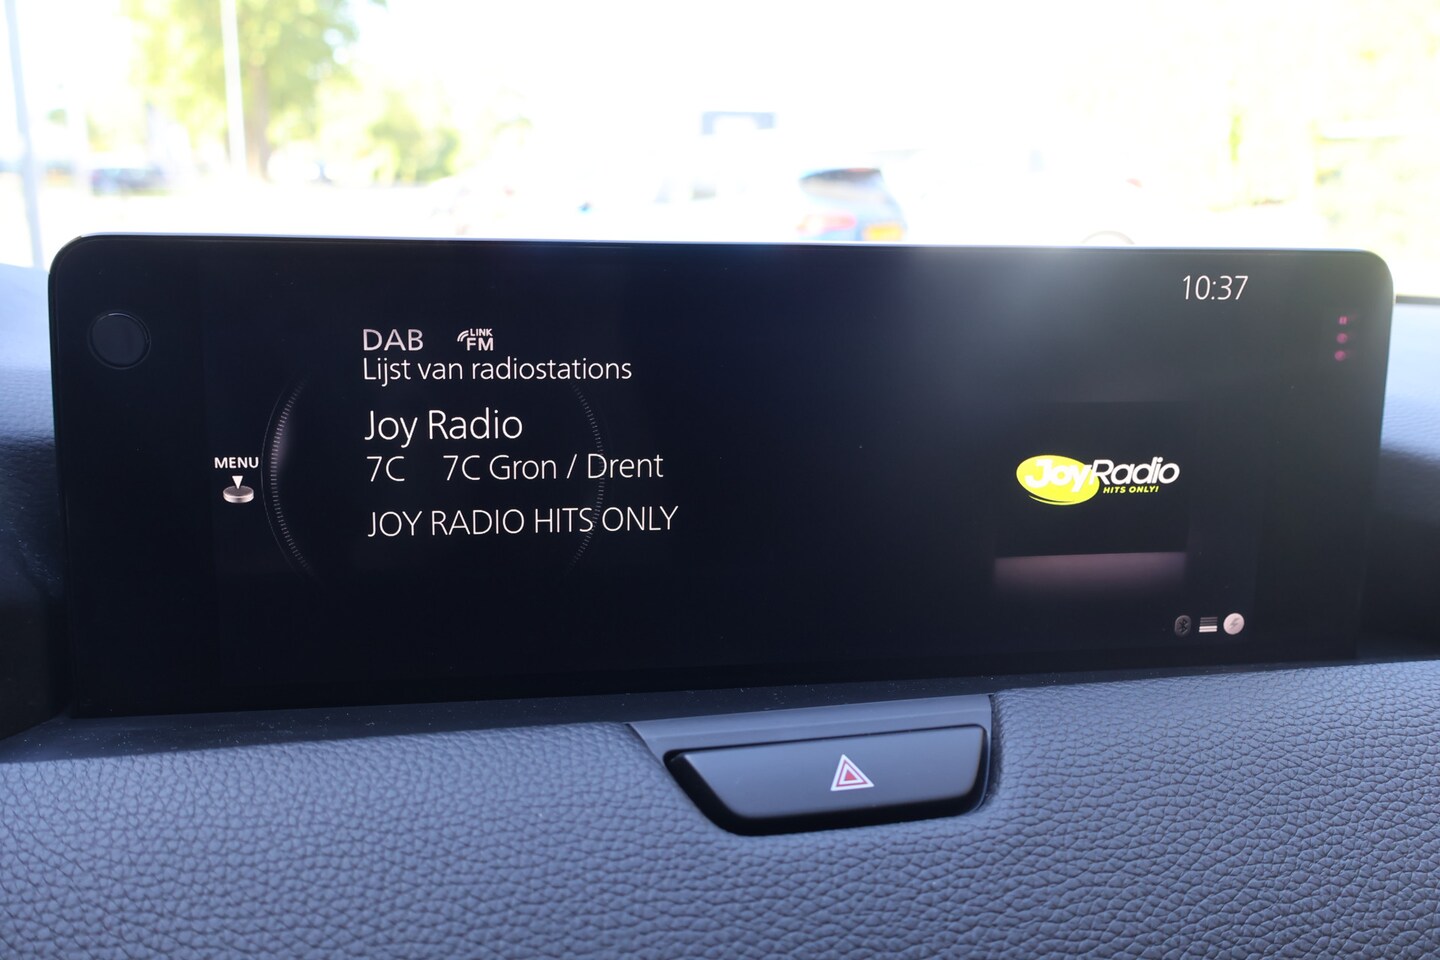 10:37
DAB LINK FM
Lijst van radiostations
Joy Radio
7C 7C Gron / Drent
JOY RADIO HITS ONLY
MENU
JoyRadio
HITS ONLY!